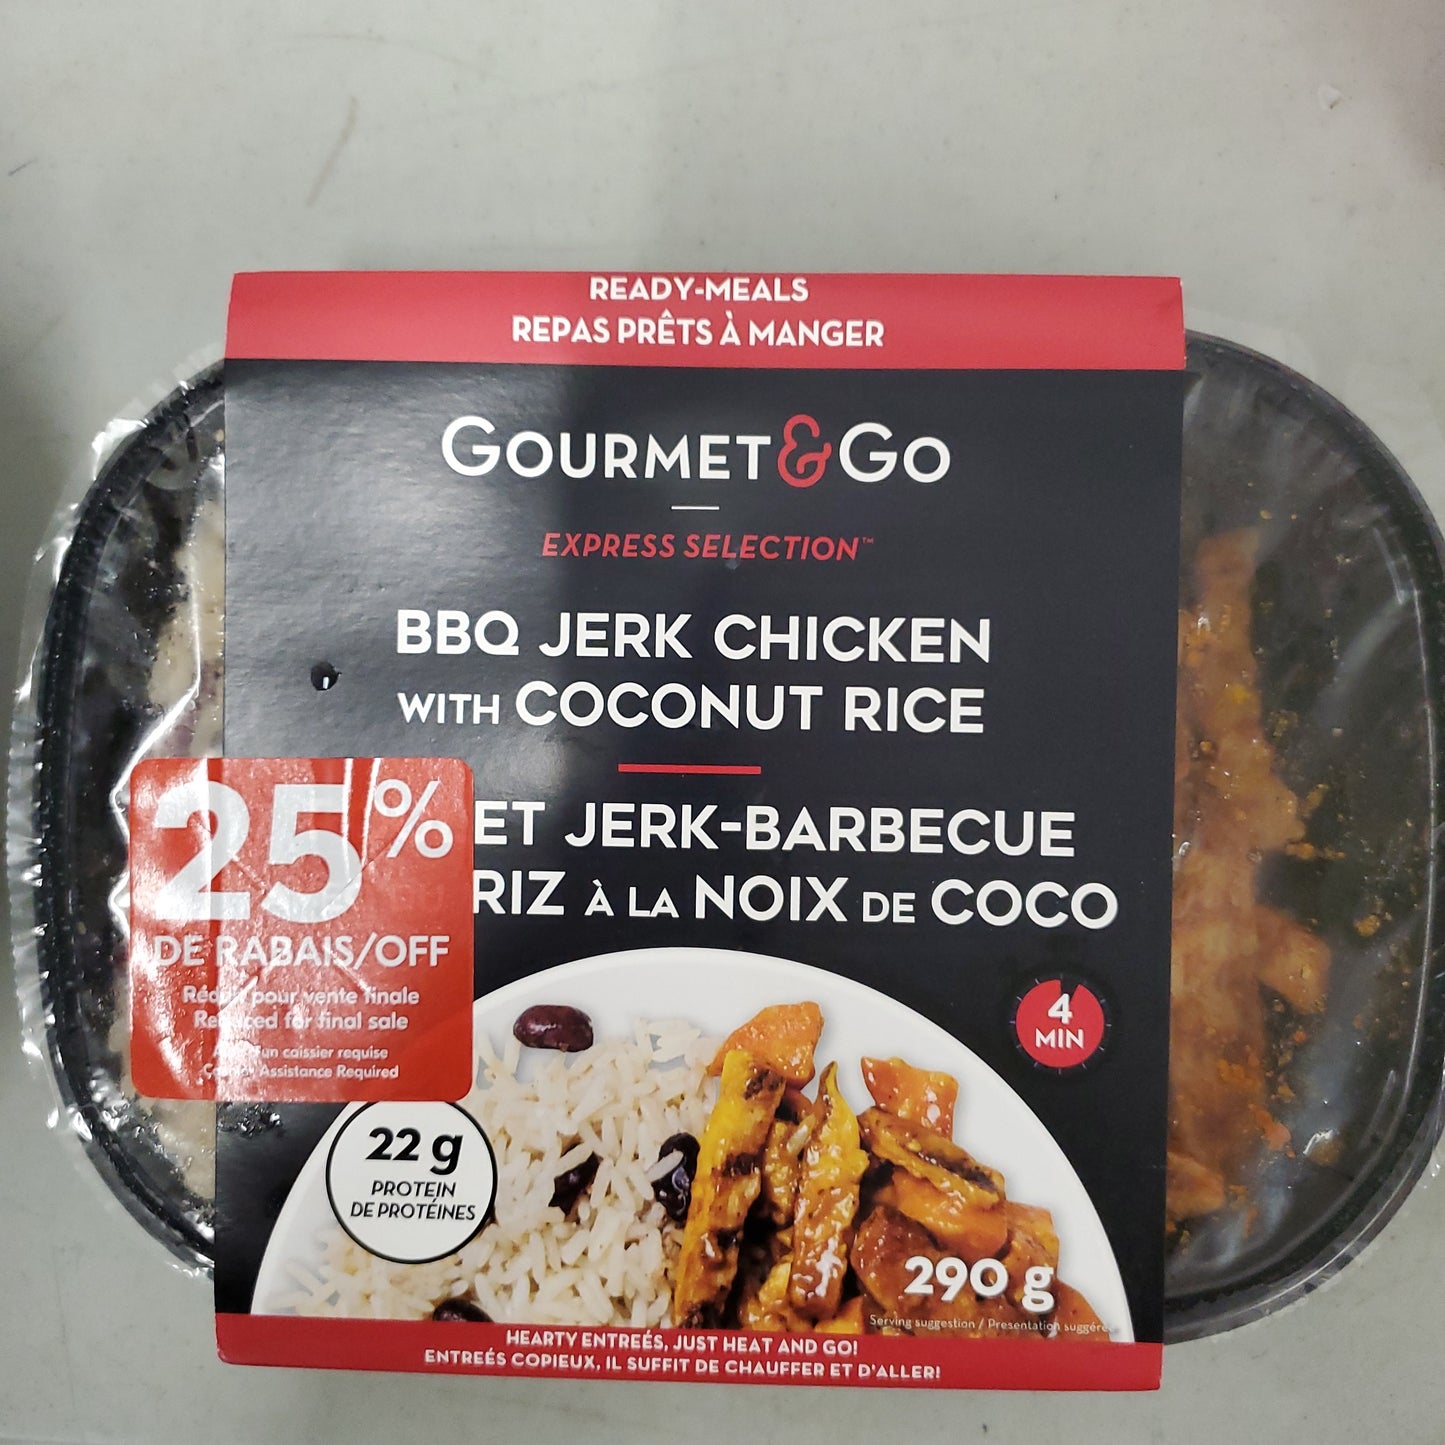 READY-MEALS
REPAS PRÊTS À MANGER
GOURMET&GO
EXPRESS SELECTION™
BBQ JERK CHICKEN
WITH COCONUT RICE
ET JERK-BARBECUE
RIZ À LA NOIX DE COCO
25%
DE RABAIS/OFF
pour vente finale
Reduced for final sale
caissier requise
Assistance Required
4
MIN
22 g
PROTEIN
DE PROTÉINES
290 g
Serving suggestion / Presentation suggérée
HEARTY ENTREÉS, JUST HEAT AND GO!
ENTREÉS COPIEUX, IL SUFFIT DE CHAUFFER ET D'ALLER!